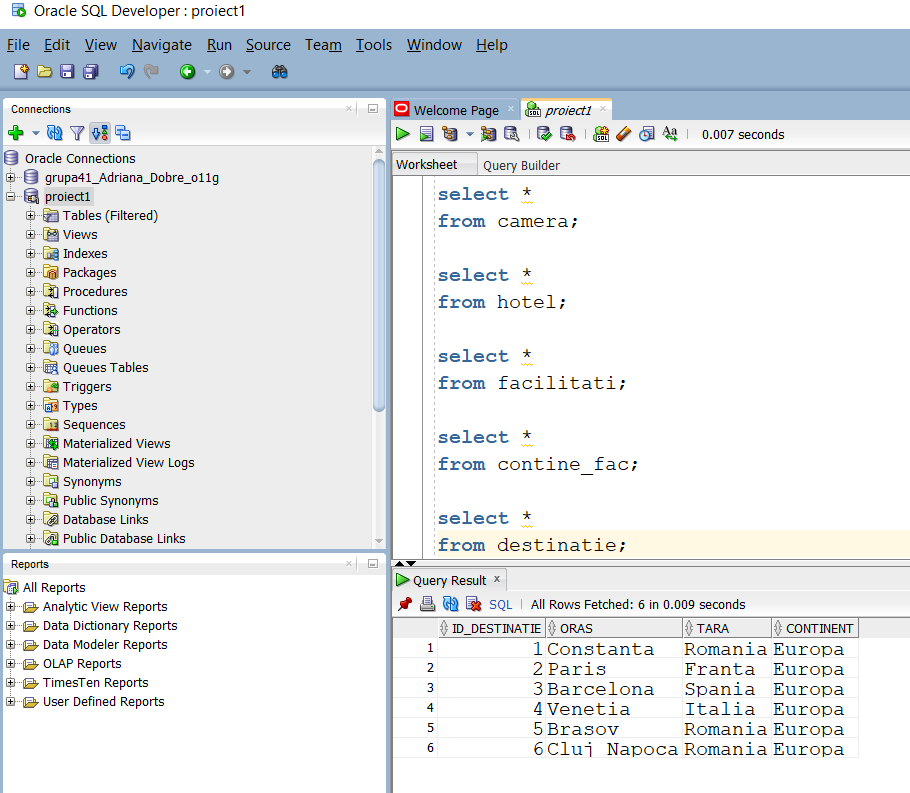 Oracle SQL Developer : proiect1
File Edit View Navigate Run Source Team Tools Window Help
Connections
Oracle Connections
grupa41_Adriana_Dobre_o11g
proiect1
Tables (Filtered)
Views
Indexes
Packages
Procedures
Functions
Operators
Queues
Queues Tables
Triggers
Types
Sequences
Materialized Views
Materialized View Logs
Synonyms
Public Synonyms
Database Links
Public Database Links
Reports
All Reports
Analytic View Reports
Data Dictionary Reports
Data Modeler Reports
OLAP Reports
TimesTen Reports
User Defined Reports
Welcome Page proiect1
0.007 seconds
Worksheet Query Builder
select *
from camera;
select *
from hotel;
select *
from facilitati;
select *
from contine_fac;
select *
from destinatie;
Query Result
SQL | All Rows Fetched: 6 in 0.009 seconds
ID_DESTINATIE ORAS TARA CONTINENT
1 1 Constanta Romania Europa
2 2 Paris Franta Europa
3 3 Barcelona Spania Europa
4 4 Venetia Italia Europa
5 5 Brasov Romania Europa
6 6 Cluj Napoca Romania Europa